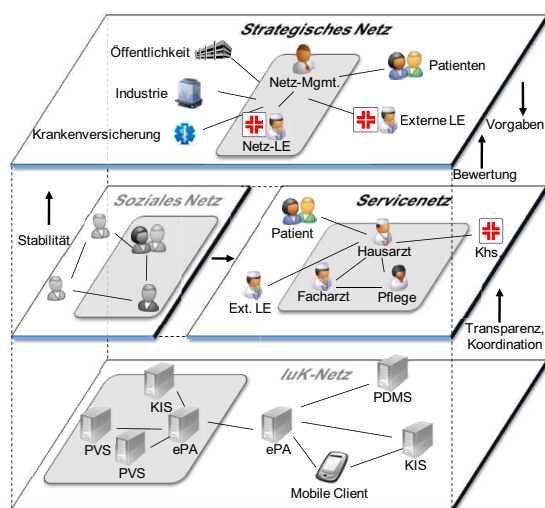 Strategisches Netz
Öffentlichkeit
Netz-Mgmt.
Patienten
Industrie
Krankenversicherung
Externe LE
Netz-LE
Vorgaben
Bewertung
Soziales Netz
Servicenetz
Stabilität
Patient
Hausarzt
Khs.
Ext. LE
Facharzt
Pflege
Transparenz,
Koordination
IuK-Netz
KIS
PDMS
PVS
ePA
ePA
KIS
PVS
Mobile Client